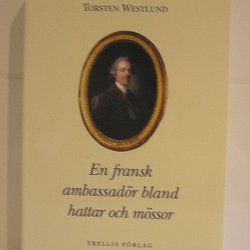 TORSTEN WESTLUND
En fransk
ambassadör bland
hattar och mössor
TRELLIS FÖRLAG